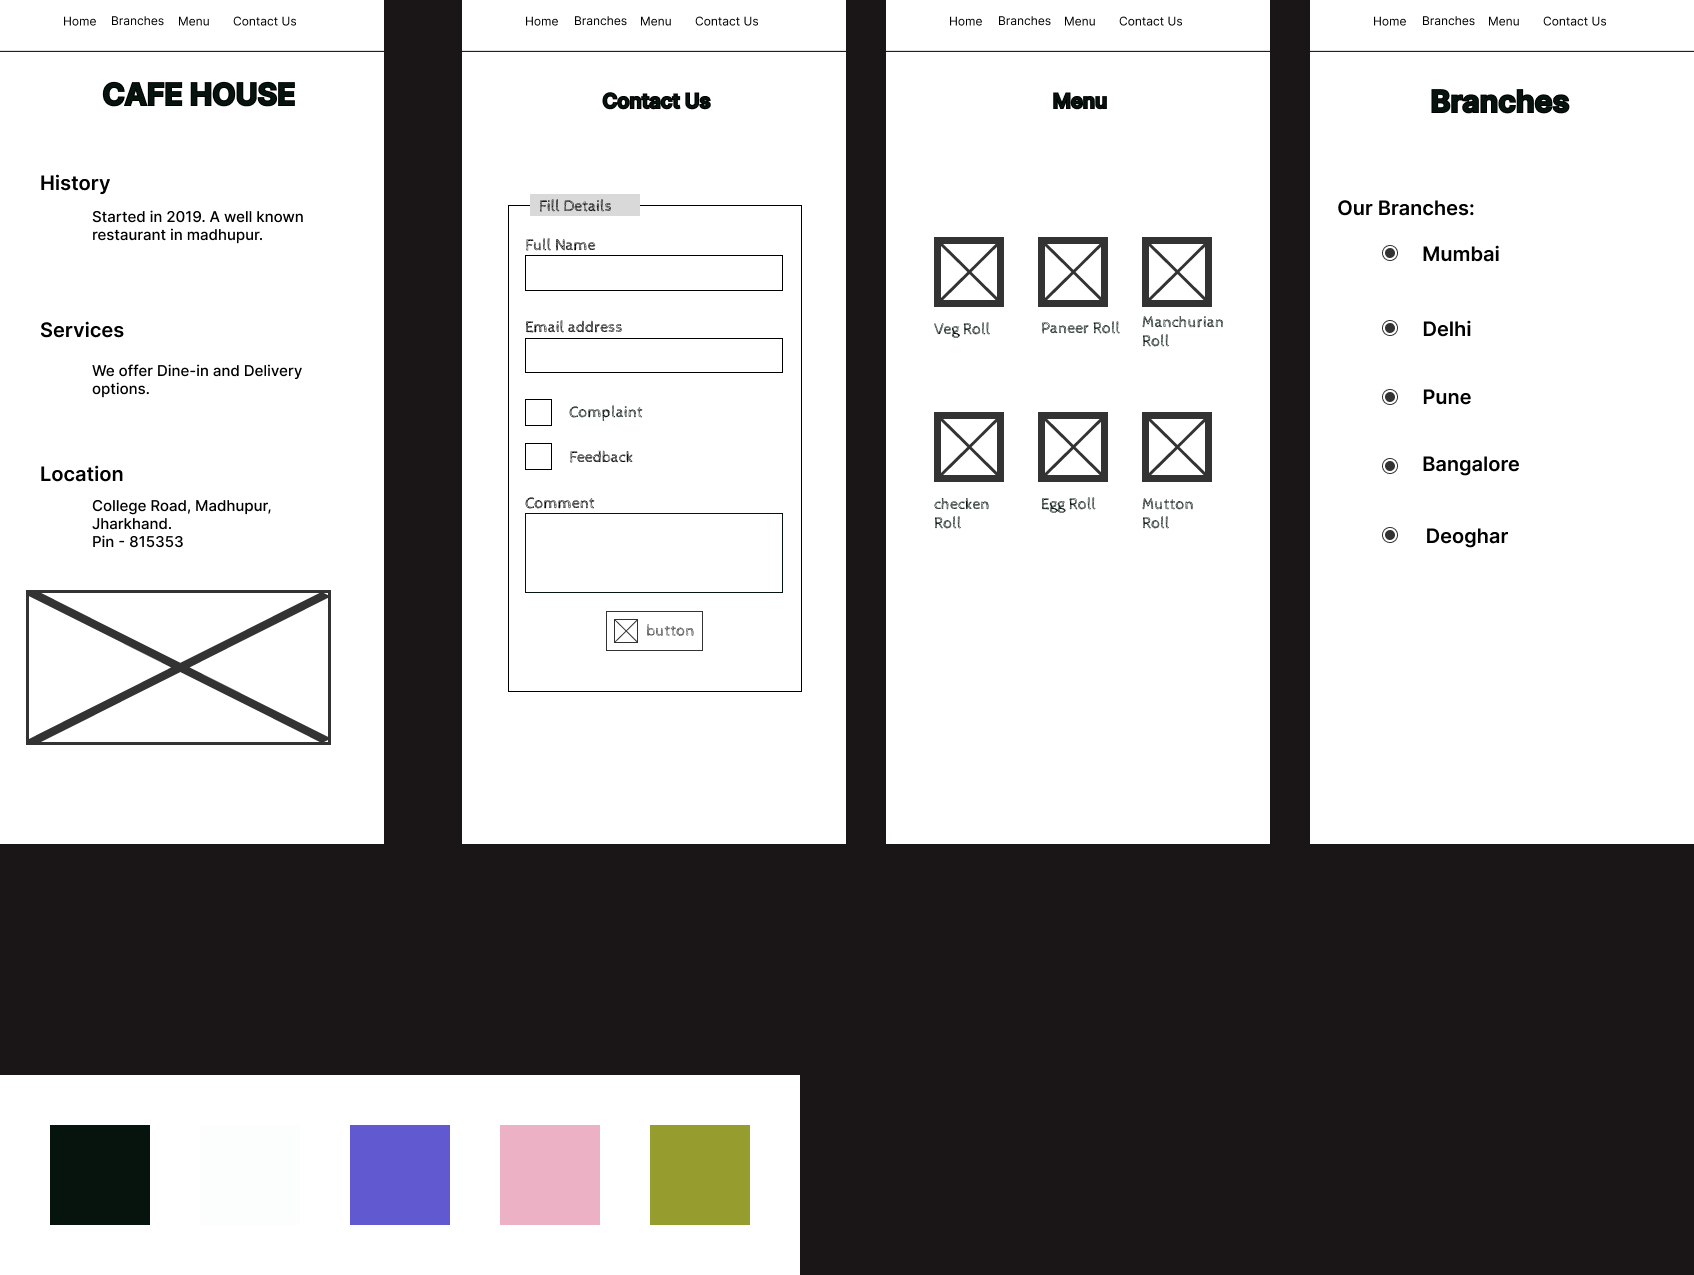 Home Branches Menu Contact Us
CAFE HOUSE
History
Started in 2019. A well known
restaurant in madhupur.
Services
We offer Dine-in and Delivery
options.
Location
College Road, Madhupur,
Jharkhand.
Pin - 815353
Home Branches Menu Contact Us
Contact Us
Fill Details
Full Name
Email address
Complaint
Feedback
Comment
button
Home Branches Menu Contact Us
Menu
Veg Roll
Paneer Roll
Manchurian
Roll
checken
Roll
Egg Roll
Mutton
Roll
Home Branches Menu Contact Us
Branches
Our Branches:
Mumbai
Delhi
Pune
Bangalore
Deoghar